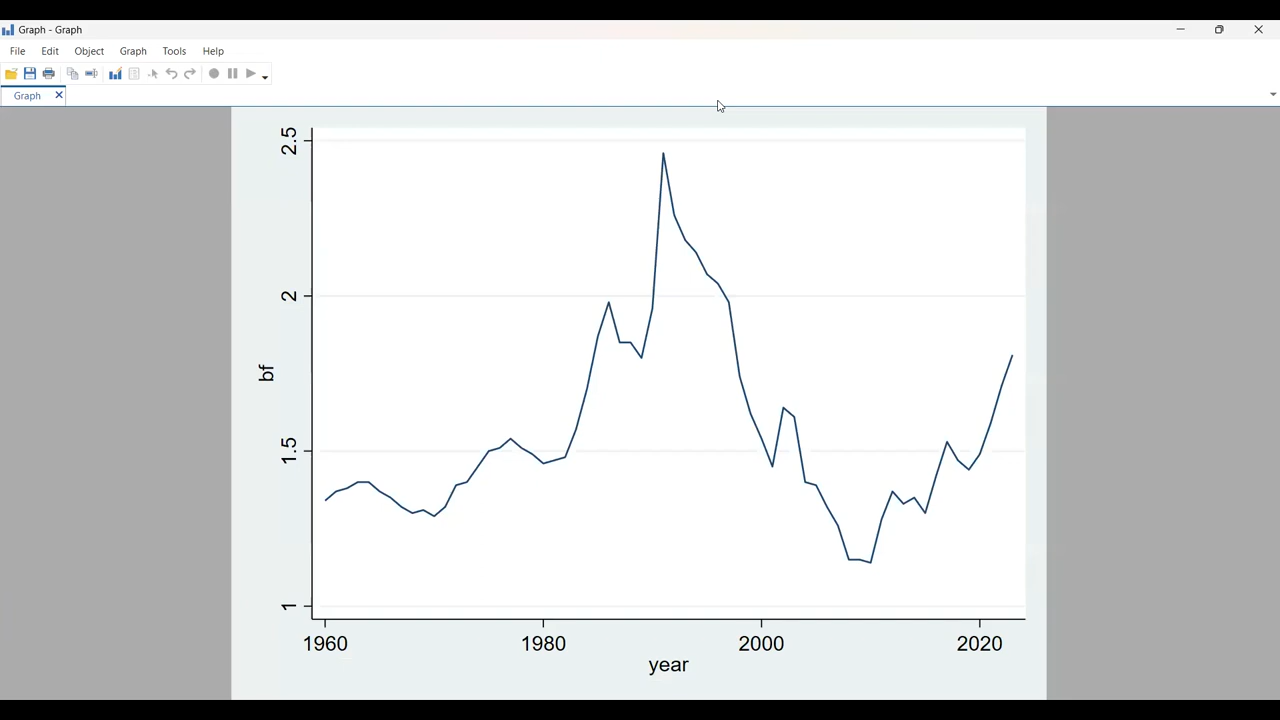 Graph - Graph
File Edit Object Graph Tools Help
Graph
2.5
2
1.5
1
bf
1960 1980 2000 2020
year